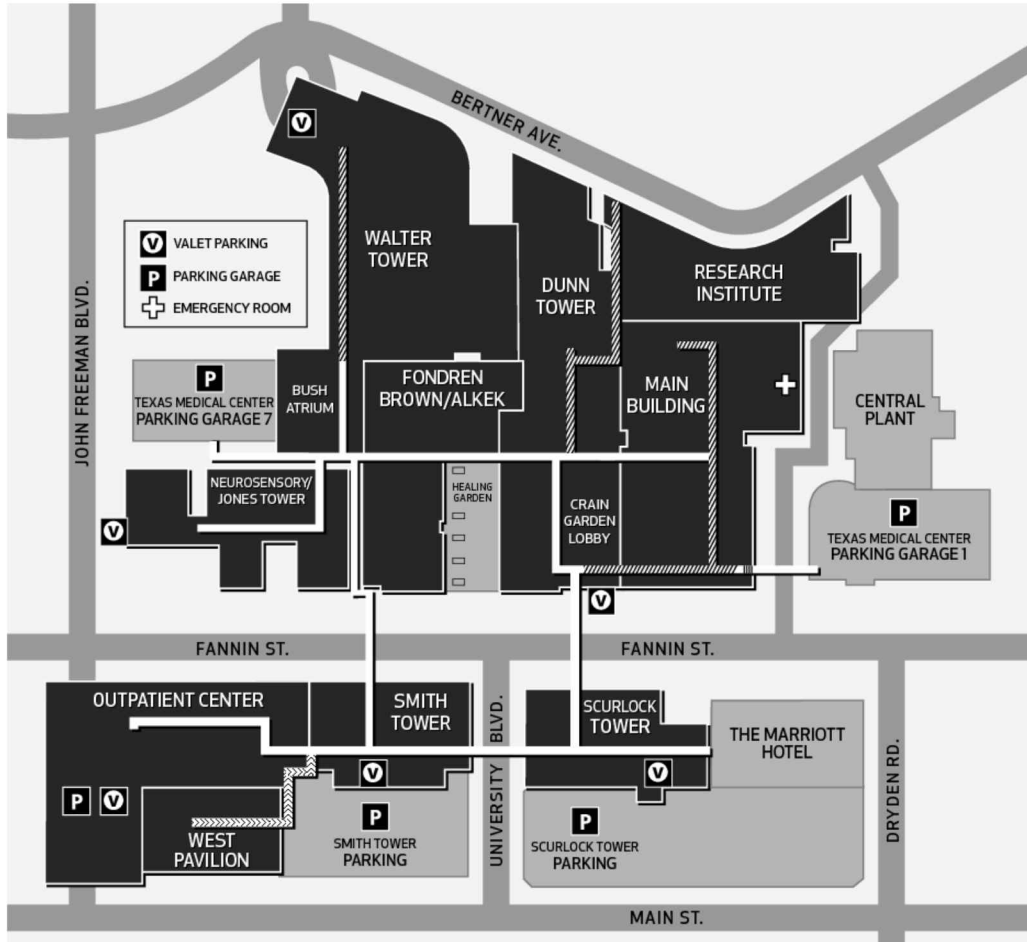 BERTNER AVE.
V
V VALET PARKING
P PARKING GARAGE
EMERGENCY ROOM
JOHN FREEMAN BLVD.
WALTER
TOWER
DUNN
TOWER
RESEARCH
INSTITUTE
P
TEXAS MEDICAL CENTER
PARKING GARAGE 7
BUSH
ATRIUM
FONDREN
BROWN/ALKEK
MAIN
BUILDING
CENTRAL
PLANT
NEUROSENSORY/
JONES TOWER
V
HEALING
GARDEN
CRAIN
GARDEN
LOBBY
P
TEXAS MEDICAL CENTER
PARKING GARAGE 1
V
FANNIN ST.
FANNIN ST.
OUTPATIENT CENTER
SMITH
TOWER
V
UNIVERSITY BLVD.
SCURLOCK
TOWER
V
THE MARRIOTT
HOTEL
DRYDEN RD.
P
V
WEST
PAVILION
P
SMITH TOWER
PARKING
P
SCURLOCK TOWER
PARKING
MAIN ST.